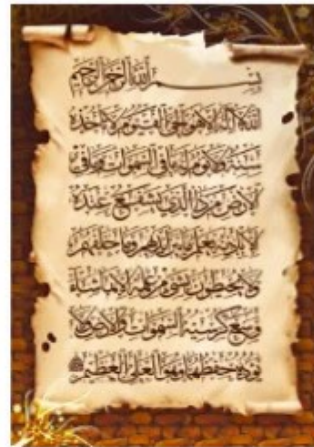 بسم الله الرحمن الرحيم
الله لا إله إلا هو الحي القيوم لا تأخذه
سنة ولا نوم له ما في السموات وما في
الأرض من ذا الذي يشفع عنده
إلا بإذنه يعلم ما بين أيديهم وما خلفهم
ولا يحيطون بشيء من علمه إلا بما شاء
وسع كرسيه السموات والأرض ولا
يؤده حفظهما وهو العلي العظيم